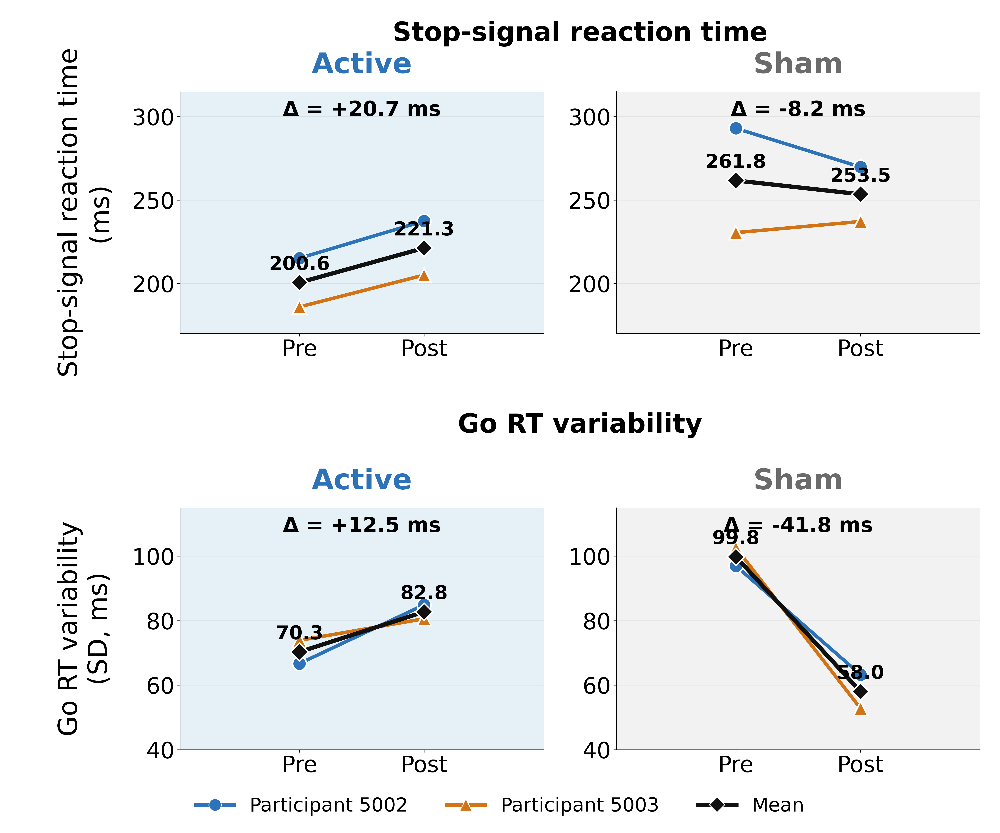 Stop-signal reaction time
Active
Sham
Stop-signal reaction time
(ms)
Δ = +20.7 ms
300
250
200
200.6
221.3
Pre
Post
Δ = -8.2 ms
300
250
200
261.8
253.5
Pre
Post
Go RT variability
Active
Sham
Go RT variability
(SD, ms)
Δ = +12.5 ms
100
80
60
40
70.3
82.8
Pre
Post
Δ = -41.8 ms
100
80
60
40
99.8
58.0
Pre
Post
Participant 5002
Participant 5003
Mean